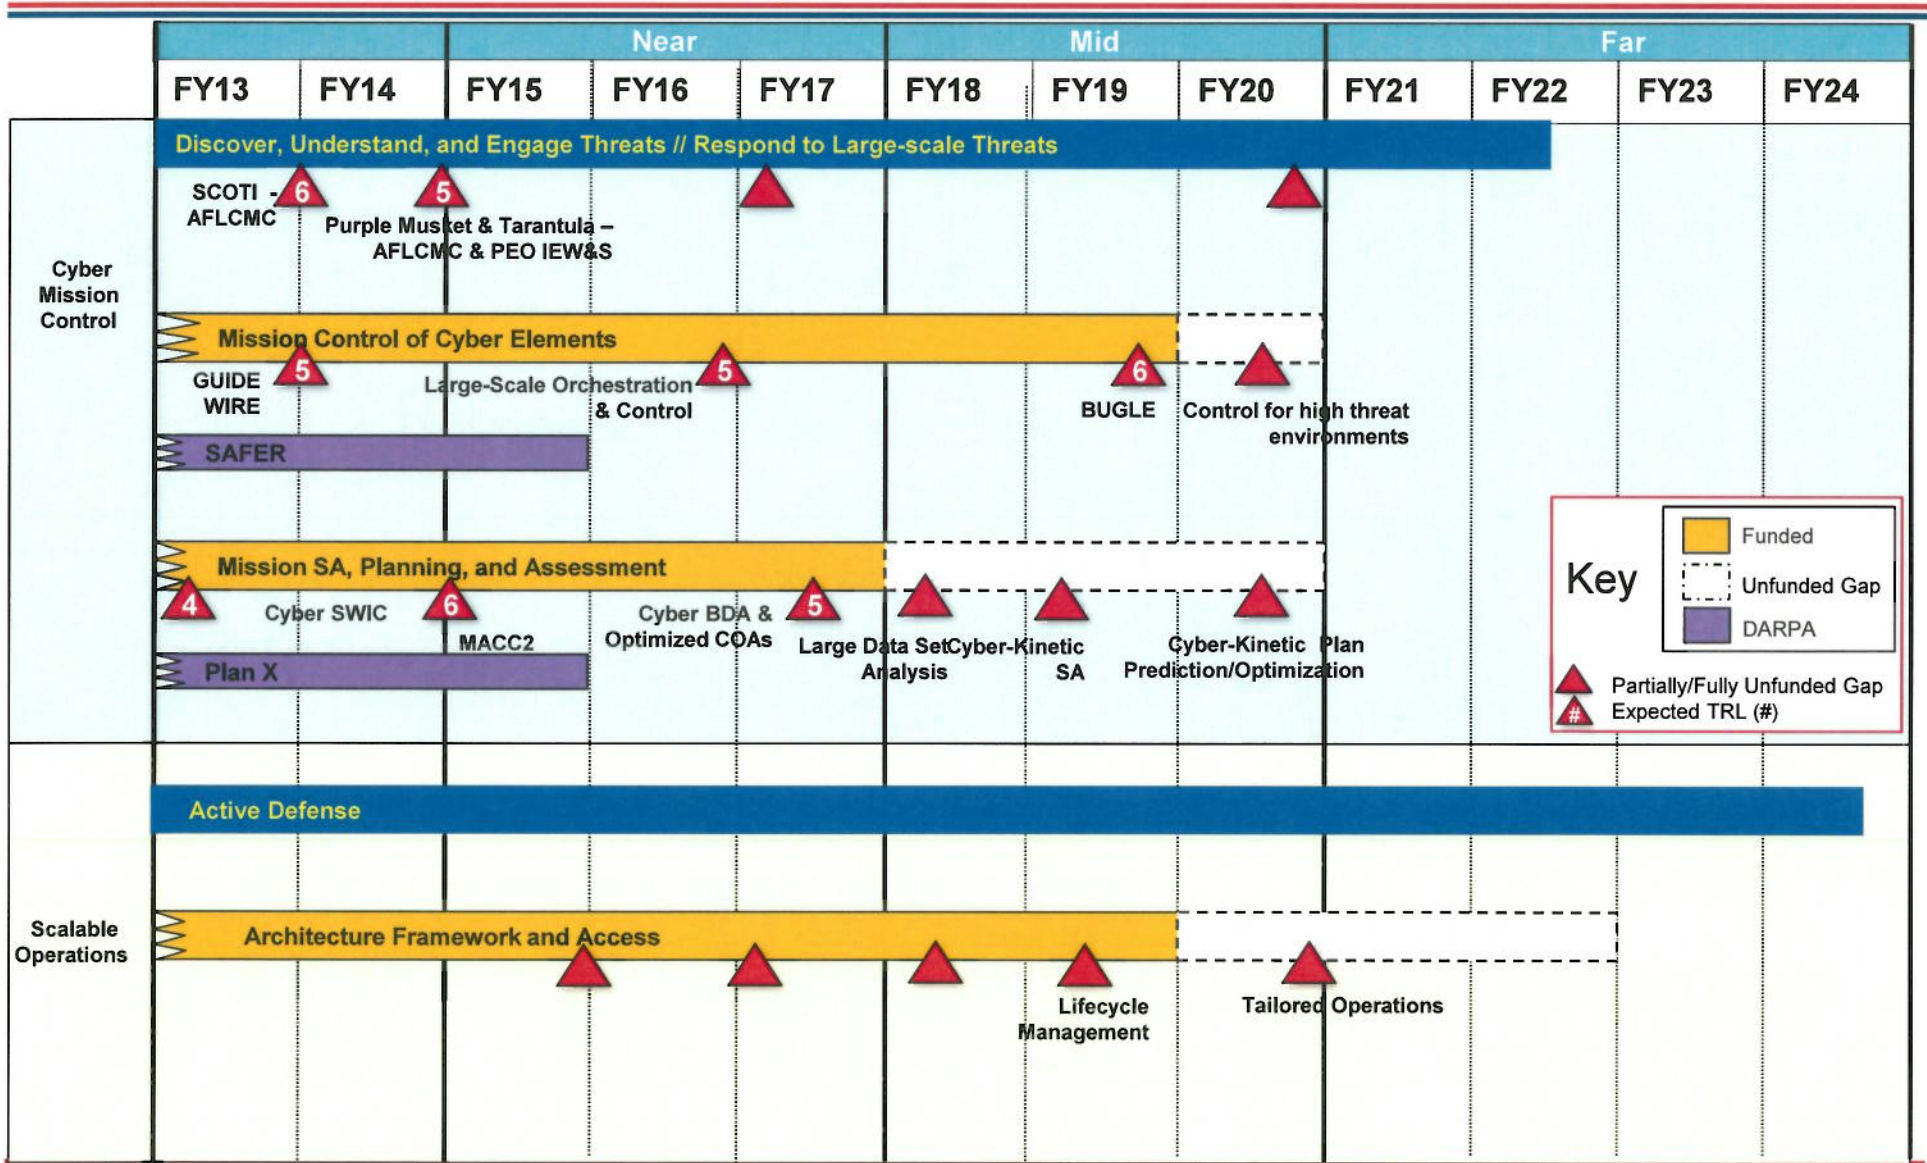 Near Mid Far
FY13 FY14 FY15 FY16 FY17 FY18 FY19 FY20 FY21 FY22 FY23 FY24
Discover, Understand, and Engage Threats // Respond to Large-scale Threats
SCOTI -
AFLCMC
6
5
Purple Musket & Tarantula –
AFLCMC & PEO IEW&S
Cyber
Mission
Control
Mission Control of Cyber Elements
GUIDE
WIRE
5
Large-Scale Orchestration
& Control
5
6
BUGLE
Control for high threat
environments
SAFER
Mission SA, Planning, and Assessment
4
Cyber SWIC
6
MACC2
Cyber BDA &
Optimized COAs
5
Large Data Set
Analysis
Cyber-Kinetic
SA
Cyber-Kinetic Plan
Prediction/Optimization
Plan X
Key
Funded
Unfunded Gap
DARPA
Partially/Fully Unfunded Gap
# Expected TRL (#)
Active Defense
Scalable
Operations
Architecture Framework and Access
Lifecycle
Management
Tailored Operations